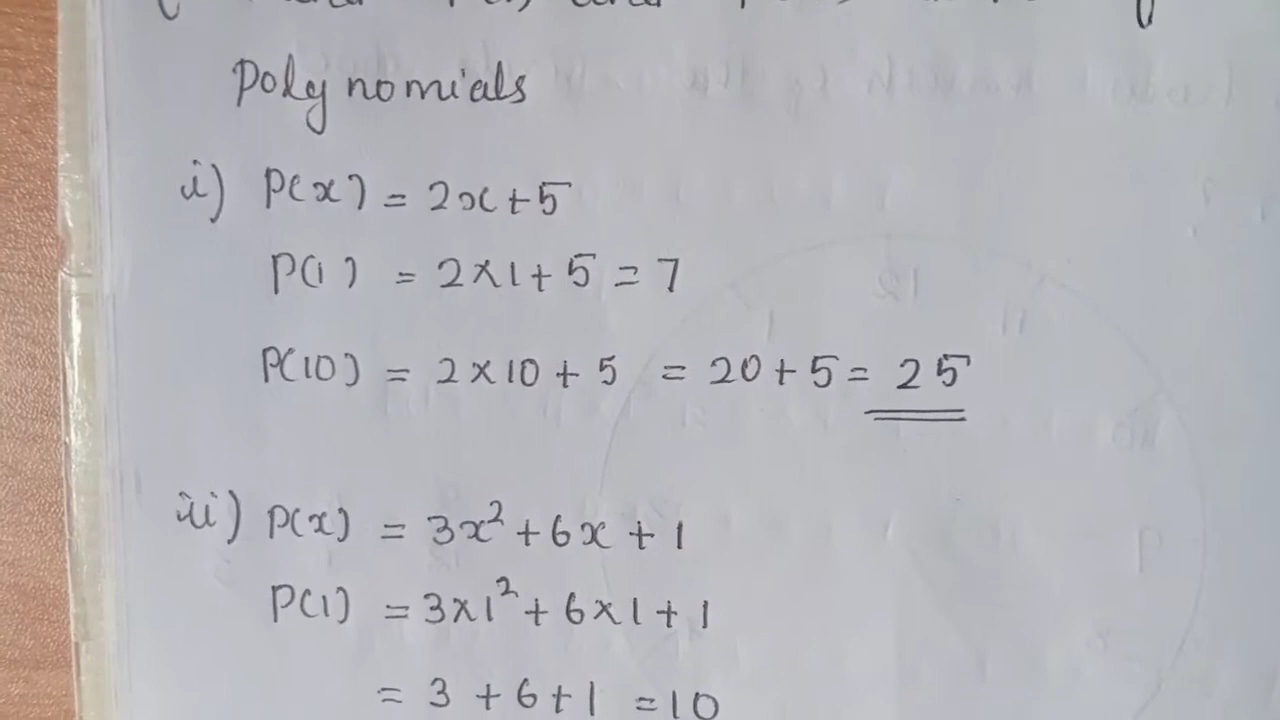 Polynomials
i) P(x) = 2x+5
P(1) = 2×1+5 = 7
P(10) = 2×10+5 = 20+5 = 25
iii) P(x) = 3x²+6x+1
P(1) = 3×1²+6×1+1
= 3+6+1 =10